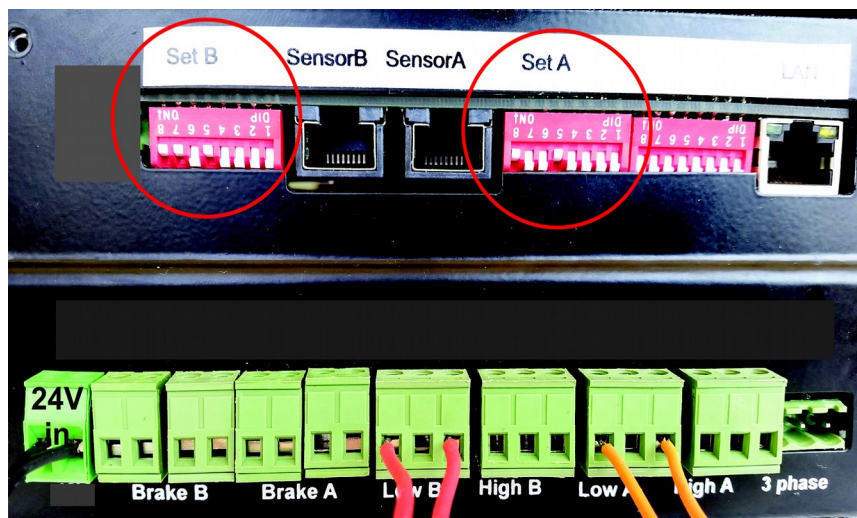 Set B SensorB SensorA Set A LAN
ON↓ DIP
8 7 6 5 4 3 2 1
ON↓ DIP
8 7 6 5 4 3 2 1
ON↓ DIP
8 7 6 5 4 3 2 1
24V
in
Brake B Brake A Low B High B Low A High A 3 phase